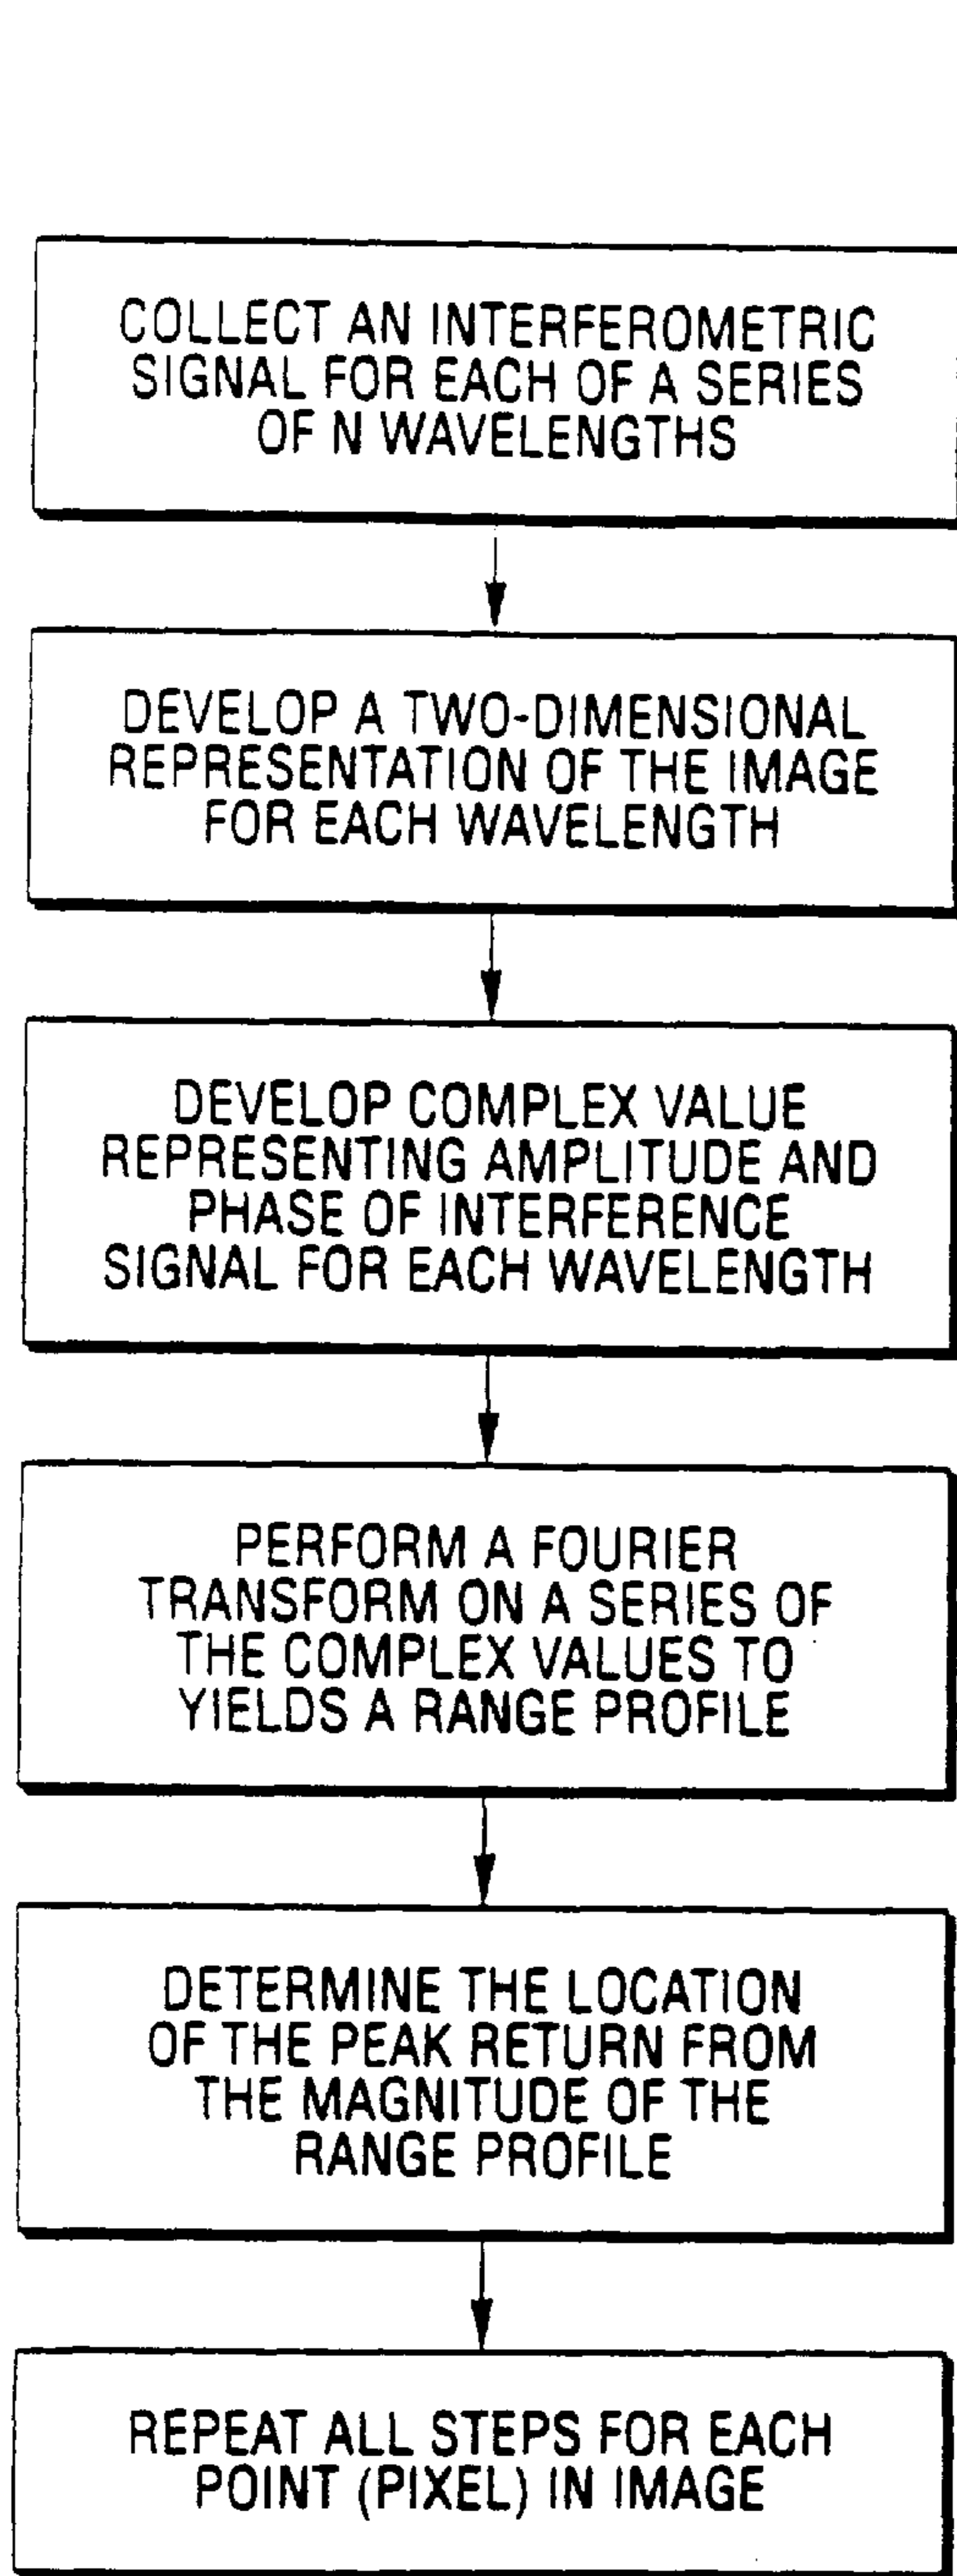 COLLECT AN INTERFEROMETRIC
SIGNAL FOR EACH OF A SERIES
OF N WAVELENGTHS
DEVELOP A TWO-DIMENSIONAL
REPRESENTATION OF THE IMAGE
FOR EACH WAVELENGTH
DEVELOP COMPLEX VALUE
REPRESENTING AMPLITUDE AND
PHASE OF INTERFERENCE
SIGNAL FOR EACH WAVELENGTH
PERFORM A FOURIER
TRANSFORM ON A SERIES OF
THE COMPLEX VALUES TO
YIELDS A RANGE PROFILE
DETERMINE THE LOCATION
OF THE PEAK RETURN FROM
THE MAGNITUDE OF THE
RANGE PROFILE
REPEAT ALL STEPS FOR EACH
POINT (PIXEL) IN IMAGE